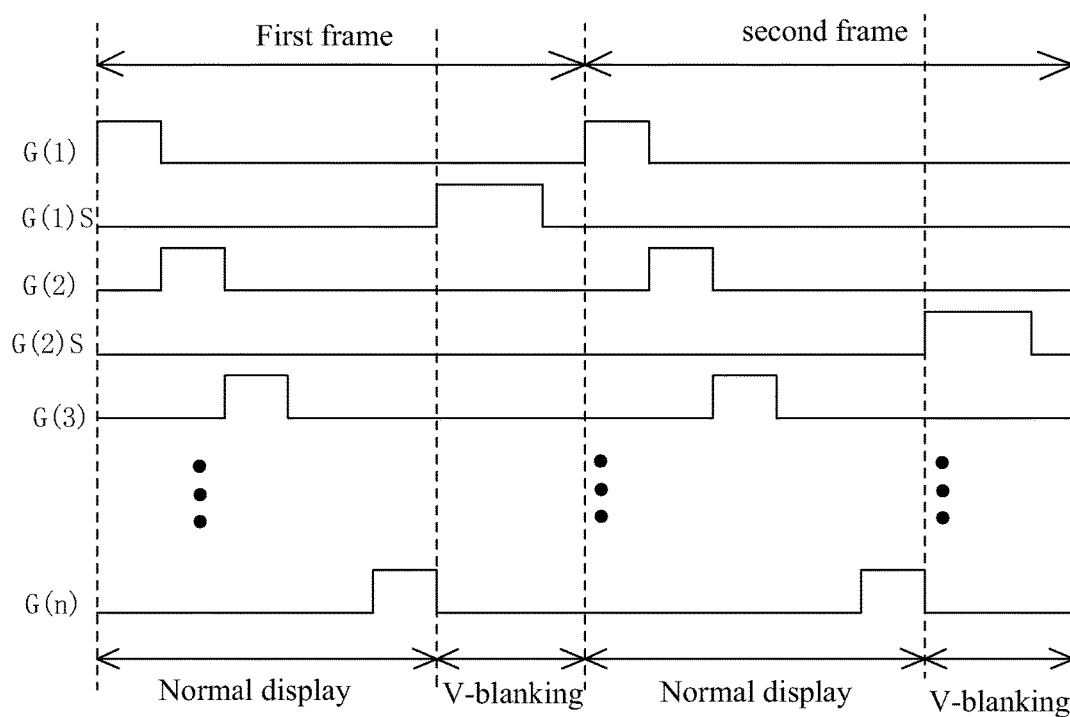 First frame
second frame
G(1)
G(1)S
G(2)
G(2)S
G(3)
G(n)
Normal display
V-blanking
Normal display
V-blanking